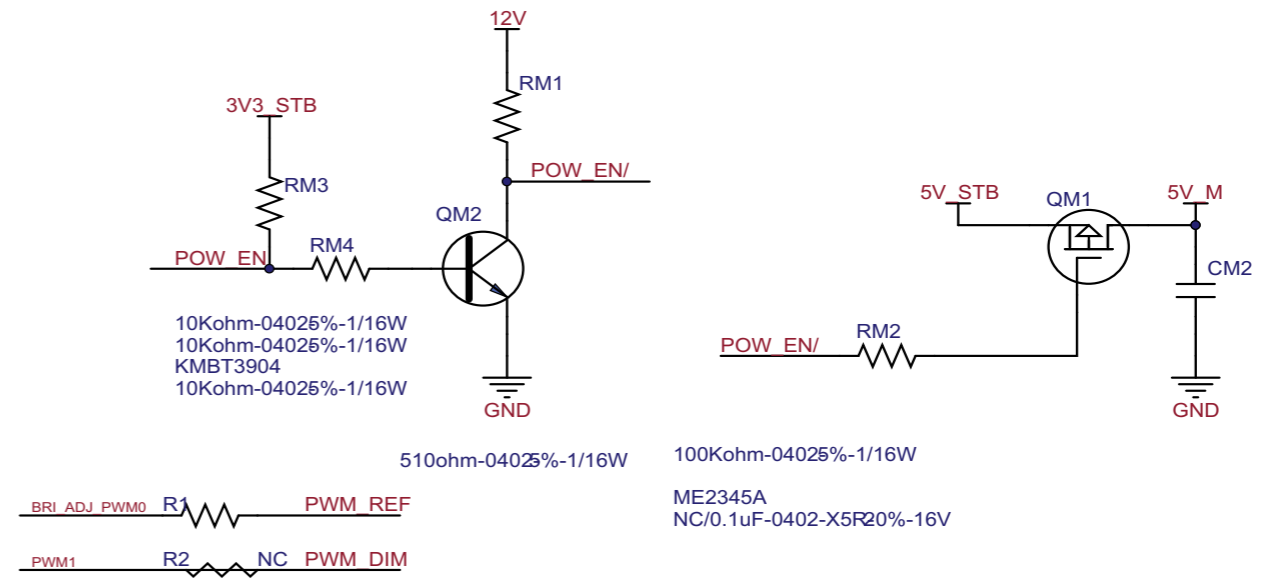 12V
RM1
3V3_STB
POW_EN/
RM3
5V_STB
QM1
5V_M
QM2
RM4
POW_EN
CM2
10Kohm-04025%-1/16W
RM2
POW_EN/
10Kohm-04025%-1/16W
KMBT3904
10Kohm-04025%-1/16W
GND
GND
510ohm-04025%-1/16W
100Kohm-04025%-1/16W
ME2345A
NC/0.1uF-0402-X5R20%-16V
BRI_ADJ_PWM0 R1 PWM_REF
PWM1 R2 NC PWM_DIM